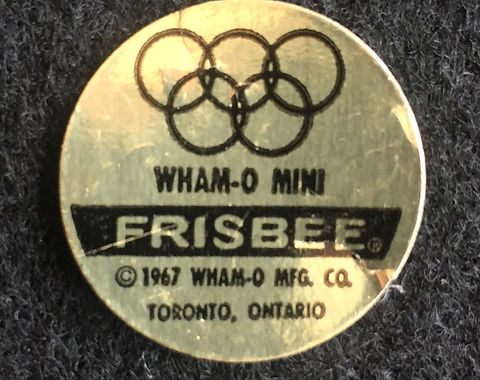 WHAM-O MINI
FRISBEE®
© 1967 WHAM-O MFG. CO.
TORONTO, ONTARIO